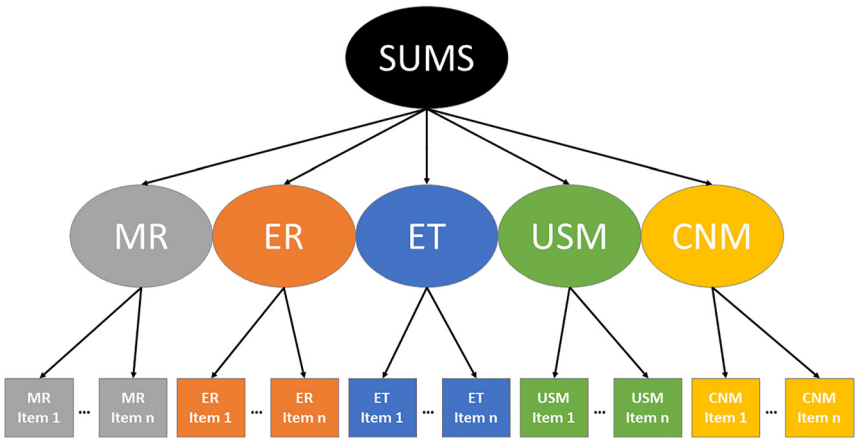 SUMS
MR
ER
ET
USM
CNM
MR
Item 1
...
MR
Item n
ER
Item 1
...
ER
Item n
ET
Item 1
...
ET
Item n
USM
Item 1
...
USM
Item n
CNM
Item 1
...
CNM
Item n